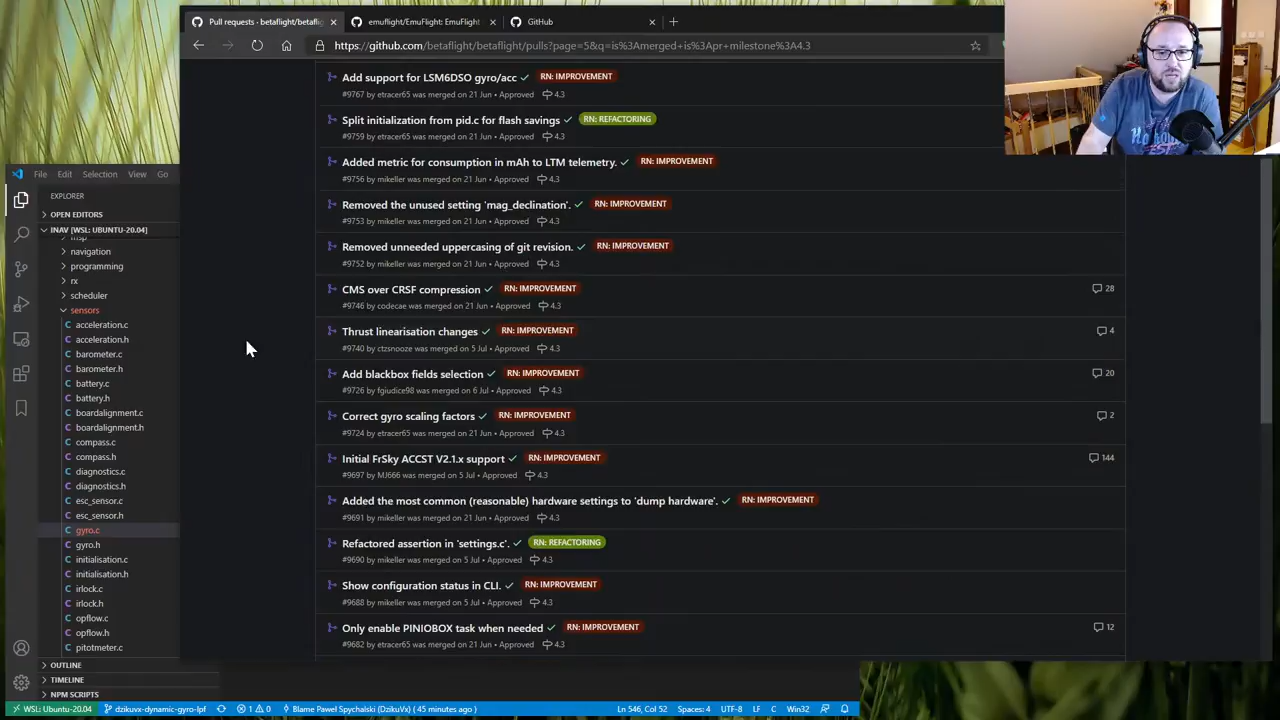 Pull requests · betaflight/betafli
emuflight/EmuFlight: EmuFlight
GitHub
https://github.com/betaflight/betaflight/pulls?page=5&q=is%3Amerged+is%3Apr+milestone%3A4.3
Add support for LSM6DSO gyro/acc RN: IMPROVEMENT
#9767 by etracer65 was merged on 21 Jun • Approved 4.3
Split initialization from pid.c for flash savings RN: REFACTORING
#9759 by etracer65 was merged on 21 Jun • Approved 4.3
Added metric for consumption in mAh to LTM telemetry. RN: IMPROVEMENT
#9756 by mikeller was merged on 21 Jun • Approved 4.3
Removed the unused setting 'mag_declination'. RN: IMPROVEMENT
#9753 by mikeller was merged on 21 Jun • Approved 4.3
Removed unneeded uppercasing of git revision. RN: IMPROVEMENT
#9752 by mikeller was merged on 21 Jun • Approved 4.3
CMS over CRSF compression RN: IMPROVEMENT 28
#9746 by codecae was merged on 21 Jun • Approved 4.3
Thrust linearisation changes RN: IMPROVEMENT 4
#9740 by ctzsnooze was merged on 5 Jul • Approved 4.3
Add blackbox fields selection RN: IMPROVEMENT 20
#9726 by fgiudice98 was merged on 6 Jul • Approved 4.3
Correct gyro scaling factors RN: IMPROVEMENT 2
#9724 by etracer65 was merged on 21 Jun • Approved 4.3
Initial FrSky ACCST V2.1.x support RN: IMPROVEMENT 144
#9697 by MJ666 was merged on 5 Jul • Approved 4.3
Added the most common (reasonable) hardware settings to 'dump hardware'. RN: IMPROVEMENT
#9691 by mikeller was merged on 21 Jun • Approved 4.3
Refactored assertion in 'settings.c'. RN: REFACTORING
#9690 by mikeller was merged on 5 Jul • Approved 4.3
Show configuration status in CLI. RN: IMPROVEMENT
#9688 by mikeller was merged on 5 Jul • Approved 4.3
Only enable PINIOBOX task when needed RN: IMPROVEMENT 12
#9682 by etracer65 was merged on 21 Jun • Approved 4.3
File Edit Selection View Go
EXPLORER
OPEN EDITORS
INAV [WSL: UBUNTU-20.04]
msp
navigation
programming
rx
scheduler
sensors
C acceleration.c
C acceleration.h
C barometer.c
C barometer.h
C battery.c
C battery.h
C boardalignment.c
C boardalignment.h
C compass.c
C compass.h
C diagnostics.c
C diagnostics.h
C esc_sensor.c
C esc_sensor.h
C gyro.c
C gyro.h
C initialisation.c
C initialisation.h
C irlock.c
C irlock.h
C opflow.c
C opflow.h
C pitotmeter.c
OUTLINE
TIMELINE
NPM SCRIPTS
WSL: Ubuntu-20.04 dzikuvx-dynamic-gyro-lpf 1 0 Blame Pawel Spychalski (DzikuVx) ( 45 minutes ago ) Ln 546, Col 52 Spaces: 4 UTF-8 LF C Win32